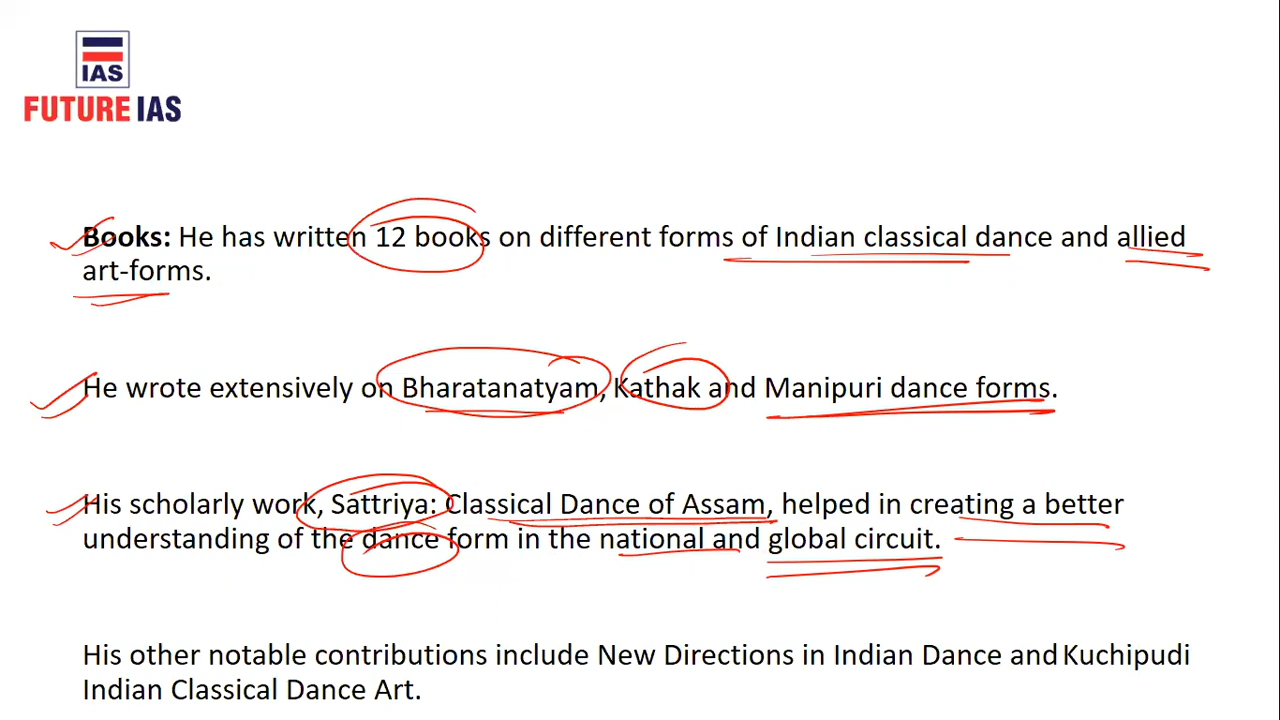 IAS
FUTURE IAS
Books: He has written 12 books on different forms of Indian classical dance and allied
art-forms.
He wrote extensively on Bharatanatyam, Kathak and Manipuri dance forms.
His scholarly work, Sattriya: Classical Dance of Assam, helped in creating a better
understanding of the dance form in the national and global circuit.
His other notable contributions include New Directions in Indian Dance and Kuchipudi
Indian Classical Dance Art.